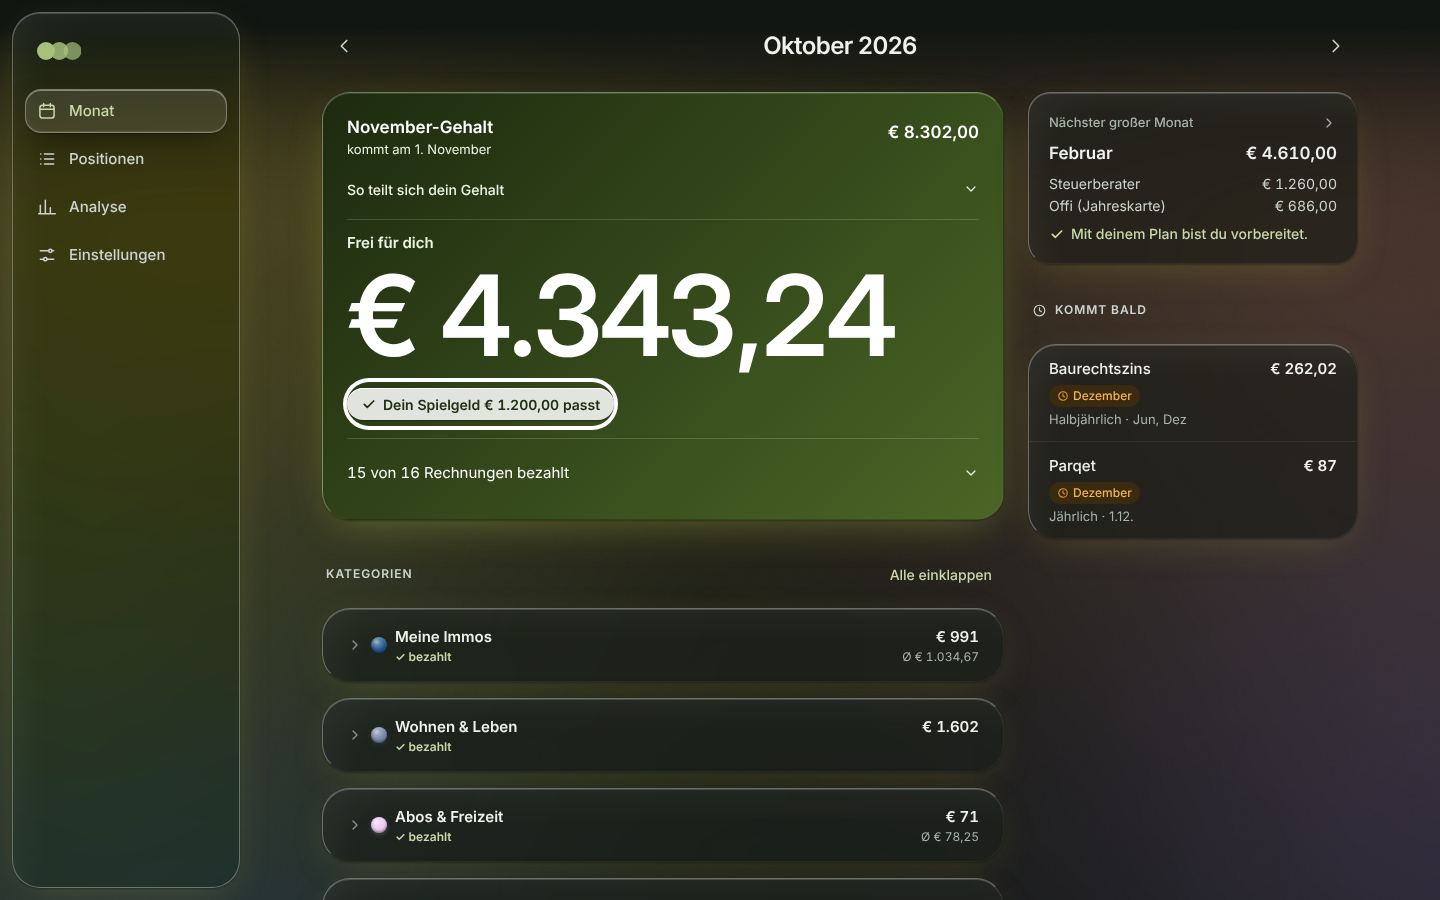 Oktober 2026
Monat
Positionen
Analyse
Einstellungen
November-Gehalt
€ 8.302,00
kommt am 1. November
So teilt sich dein Gehalt
Frei für dich
€ 4.343,24
Dein Spielgeld € 1.200,00 passt
15 von 16 Rechnungen bezahlt
KATEGORIEN
Alle einklappen
Meine Immos
€ 991
bezahlt
Ø € 1.034,67
Wohnen & Leben
€ 1.602
bezahlt
Abos & Freizeit
€ 71
bezahlt
Ø € 78,25
Nächster großer Monat
Februar
€ 4.610,00
Steuerberater
€ 1.260,00
Offi (Jahreskarte)
€ 686,00
Mit deinem Plan bist du vorbereitet.
KOMMT BALD
Baurechtszins
€ 262,02
Dezember
Halbjährlich · Jun, Dez
Parqet
€ 87
Dezember
Jährlich · 1.12.